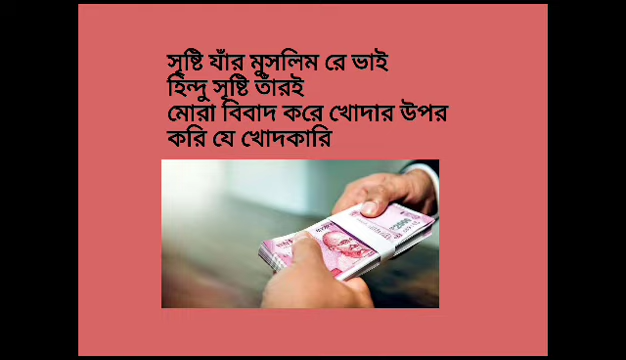 সৃষ্টি যাঁর মুসলিম রে ভাই
হিন্দু সৃষ্টি তাঁরই
মোরা বিবাদ করে খোদার উপর
করি যে খোদকারি